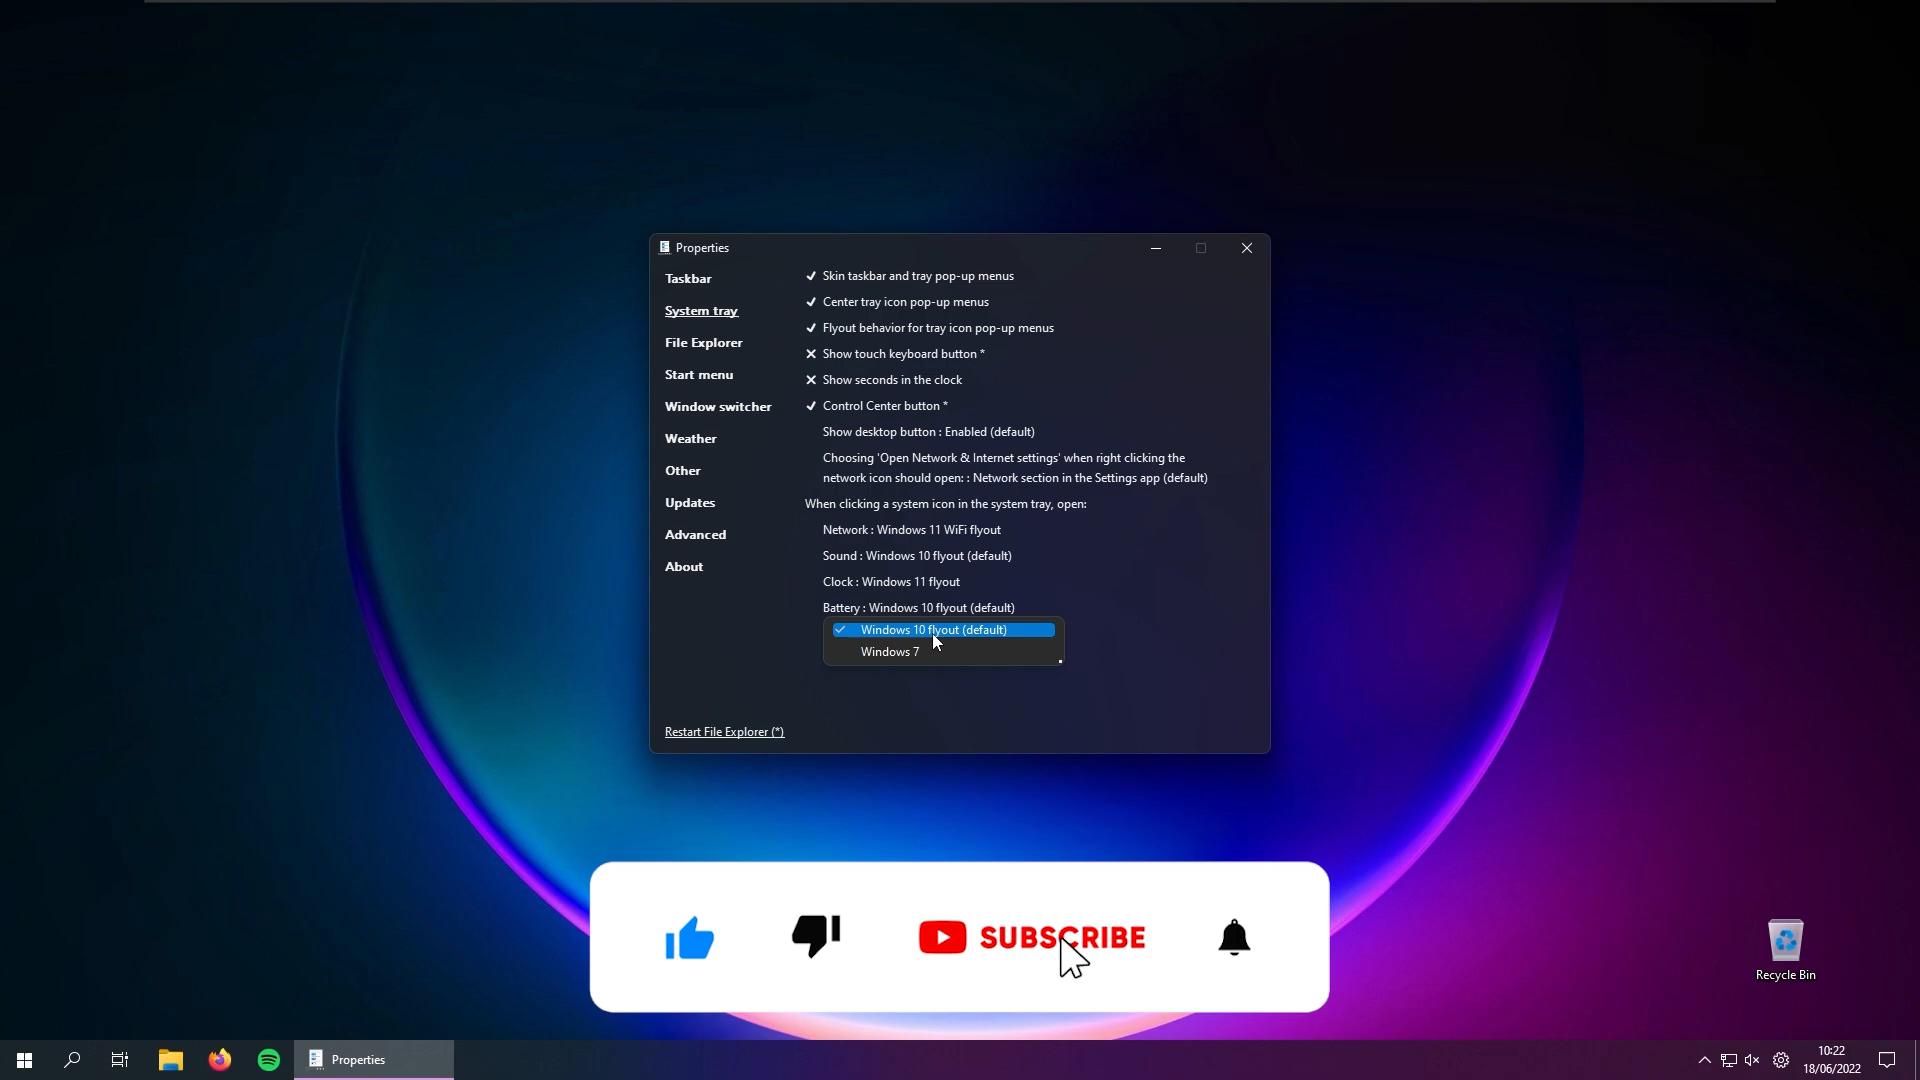 Properties
Taskbar
System tray
File Explorer
Start menu
Window switcher
Weather
Other
Updates
Advanced
About
Restart File Explorer (*)
Skin taskbar and tray pop-up menus
Center tray icon pop-up menus
Flyout behavior for tray icon pop-up menus
Show touch keyboard button *
Show seconds in the clock
Control Center button *
Show desktop button : Enabled (default)
Choosing 'Open Network & Internet settings' when right clicking the
network icon should open: : Network section in the Settings app (default)
When clicking a system icon in the system tray, open:
Network : Windows 11 WiFi flyout
Sound : Windows 10 flyout (default)
Clock : Windows 11 flyout
Battery : Windows 10 flyout (default)
Windows 10 flyout (default)
Windows 7
SUBSCRIBE
Recycle Bin
Properties
10:22
18/06/2022